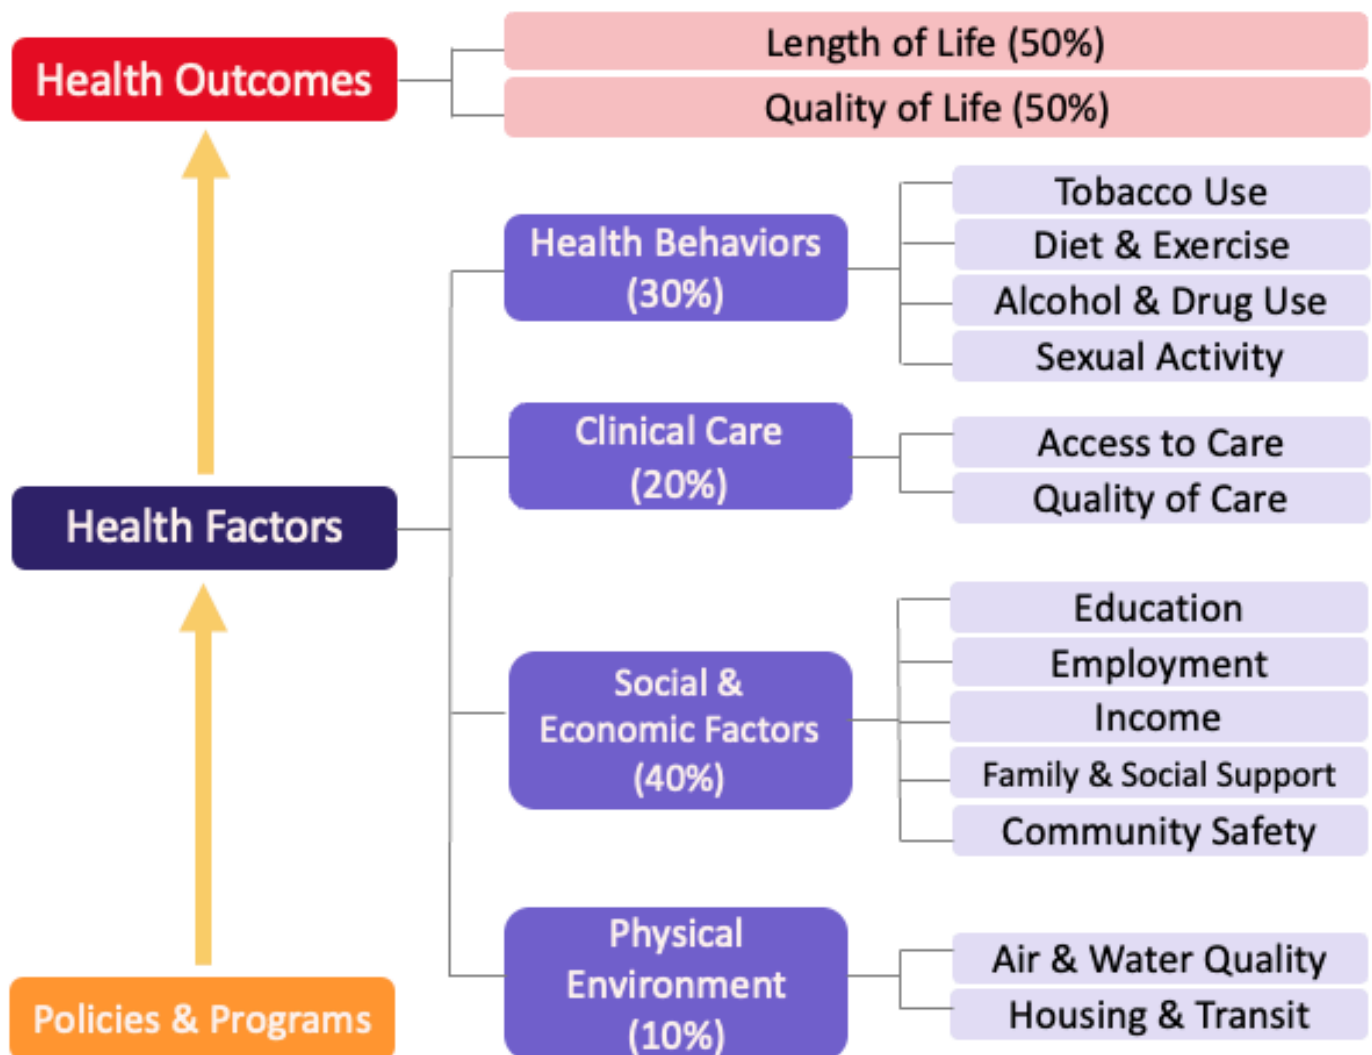 Health Outcomes
Length of Life (50%)
Quality of Life (50%)
Health Factors
Health Behaviors
(30%)
Tobacco Use
Diet & Exercise
Alcohol & Drug Use
Sexual Activity
Clinical Care
(20%)
Access to Care
Quality of Care
Social &
Economic Factors
(40%)
Education
Employment
Income
Family & Social Support
Community Safety
Physical
Environment
(10%)
Air & Water Quality
Housing & Transit
Policies & Programs